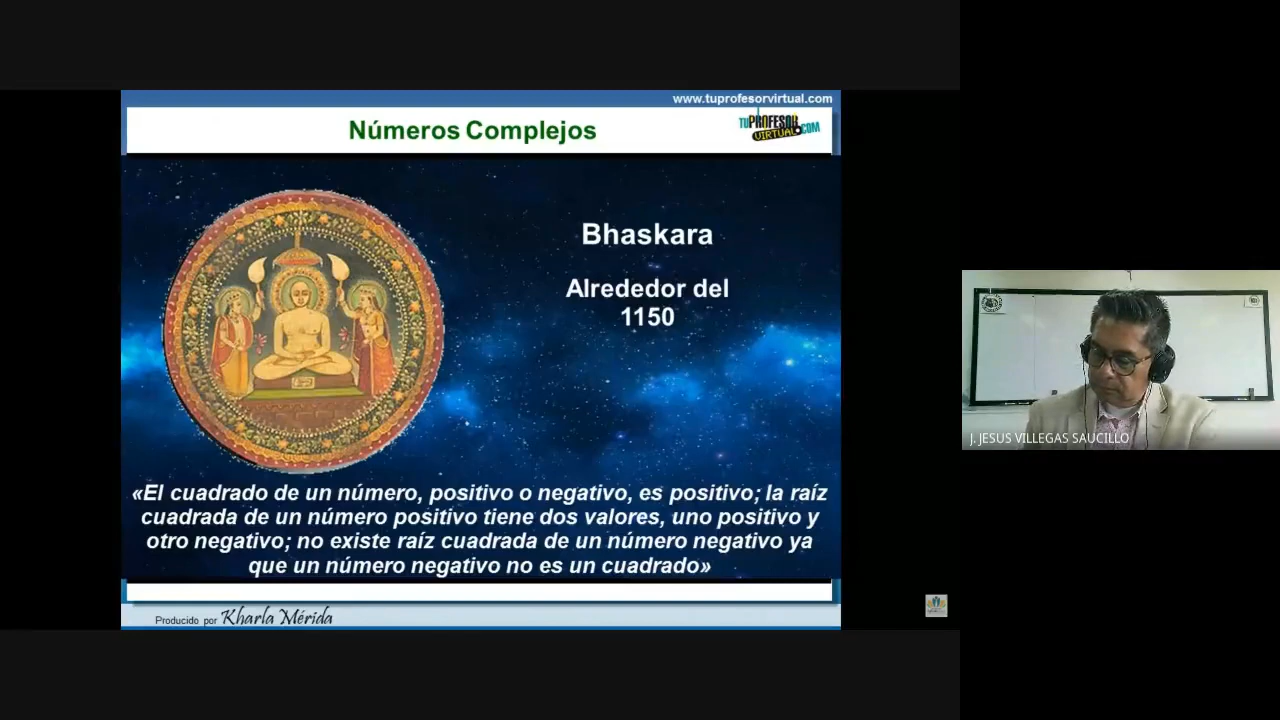 www.tuprofesorvirtual.com
Números Complejos
TUPROFESOR
VIRTUAL.COM
Bhaskara
Alrededor del
1150
«El cuadrado de un número, positivo o negativo, es positivo; la raíz
cuadrada de un número positivo tiene dos valores, uno positivo y
otro negativo; no existe raíz cuadrada de un número negativo ya
que un número negativo no es un cuadrado»
Producido por Kharla Mérida
J. JESUS VILLEGAS SAUCILLO